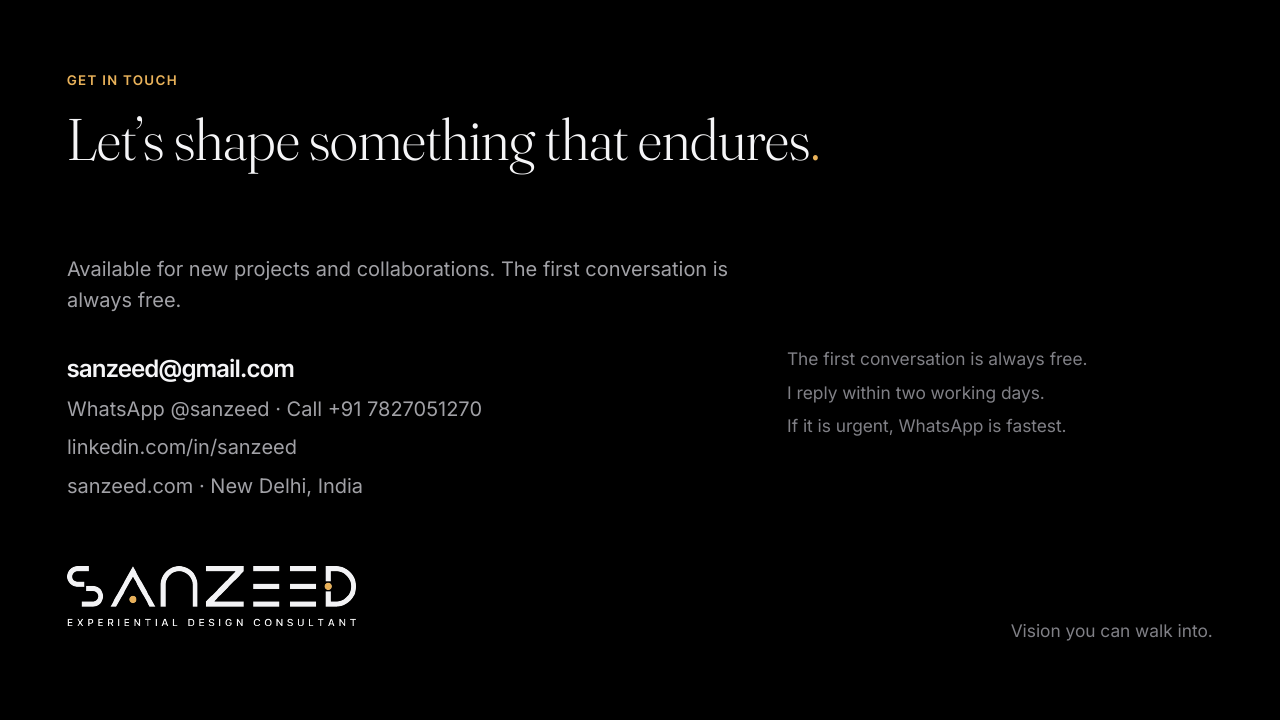 GET IN TOUCH
Let’s shape something that endures.
Available for new projects and collaborations. The first conversation is
always free.
sanzeed@gmail.com
WhatsApp @sanzeed · Call +91 7827051270
linkedin.com/in/sanzeed
sanzeed.com · New Delhi, India
The first conversation is always free.
I reply within two working days.
If it is urgent, WhatsApp is fastest.
SANZEED
EXPERIENTIAL DESIGN CONSULTANT
Vision you can walk into.